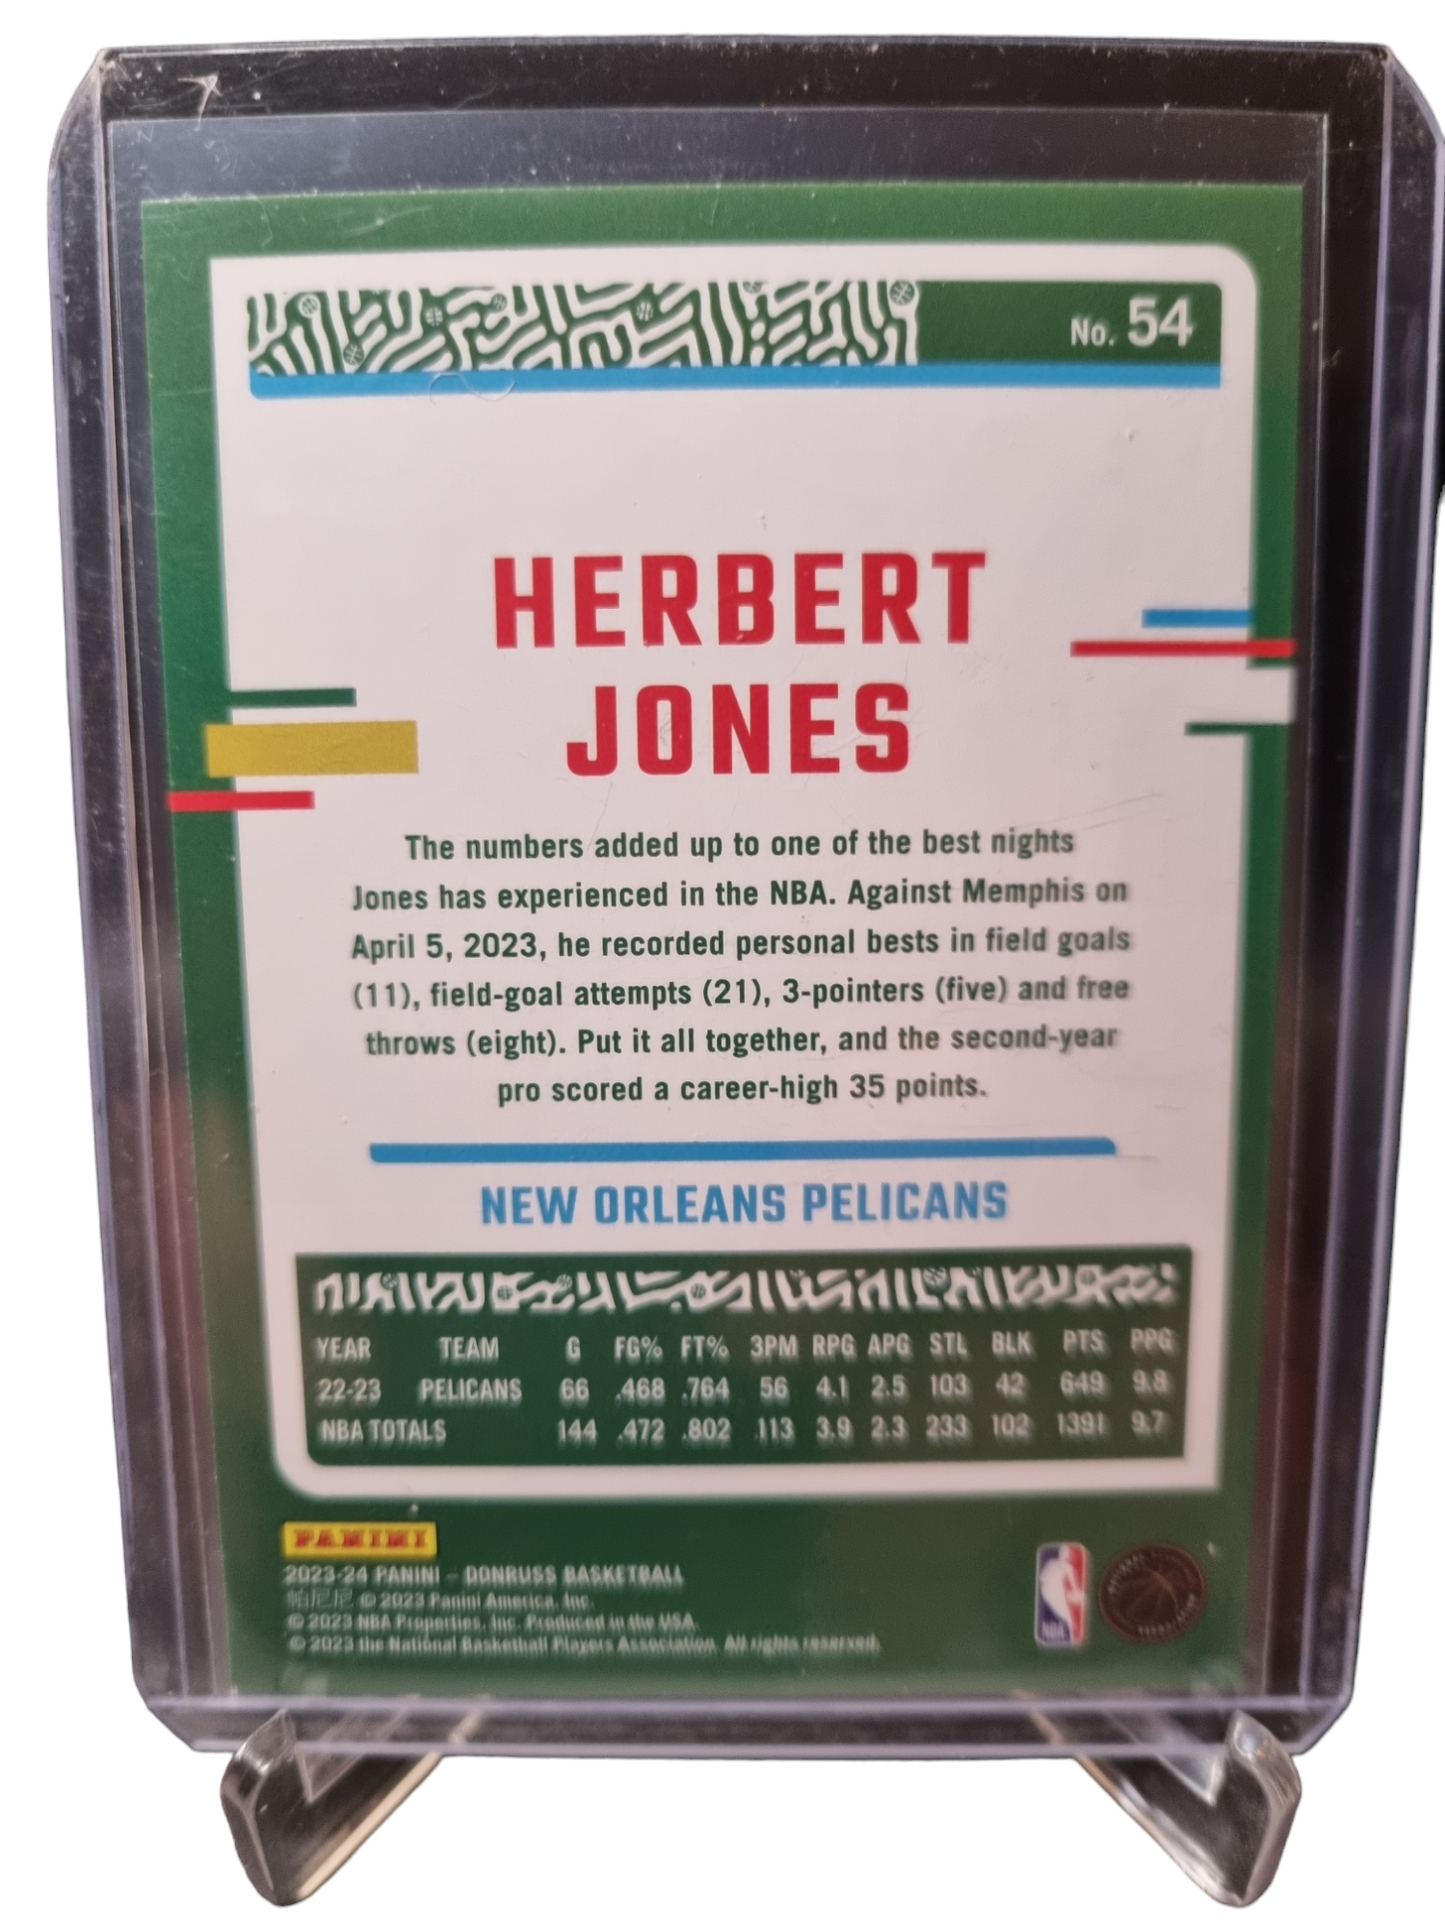 No. 54
HERBERT
JONES
The numbers added up to one of the best nights
Jones has experienced in the NBA. Against Memphis on
April 5, 2023, he recorded personal bests in field goals
(11), field-goal attempts (21), 3-pointers (five) and free
throws (eight). Put it all together, and the second-year
pro scored a career-high 35 points.
NEW ORLEANS PELICANS
YEAR TEAM G FG% FT% 3PM RPG APG STL BLK PTS PPG
22-23 PELICANS 66 .468 .764 56 4.1 2.5 103 42 649 9.8
NBA TOTALS 144 .472 .802 113 3.9 2.3 233 102 1391 9.7
PANINI
2023-24 PANINI – DONRUSS BASKETBALL
帕尼尼 © 2023 Panini America, Inc.
© 2023 NBA Properties, Inc. Produced in the USA.
© 2023 the National Basketball Players Association. All rights reserved.
NBA